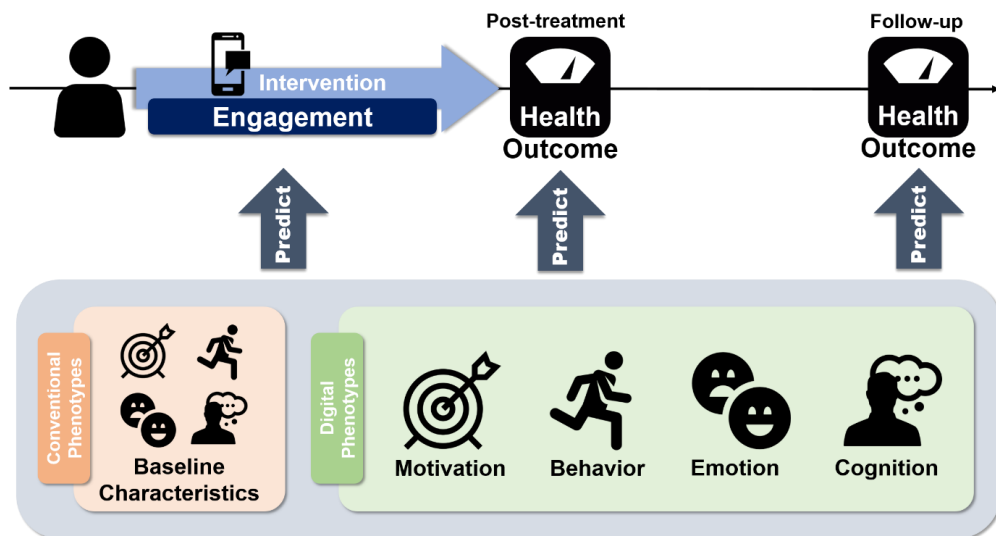 Post-treatment
Follow-up
Intervention
Engagement
Health
Outcome
Health
Outcome
Predict
Predict
Predict
Conventional
Phenotypes
Baseline
Characteristics
Digital
Phenotypes
Motivation
Behavior
Emotion
Cognition